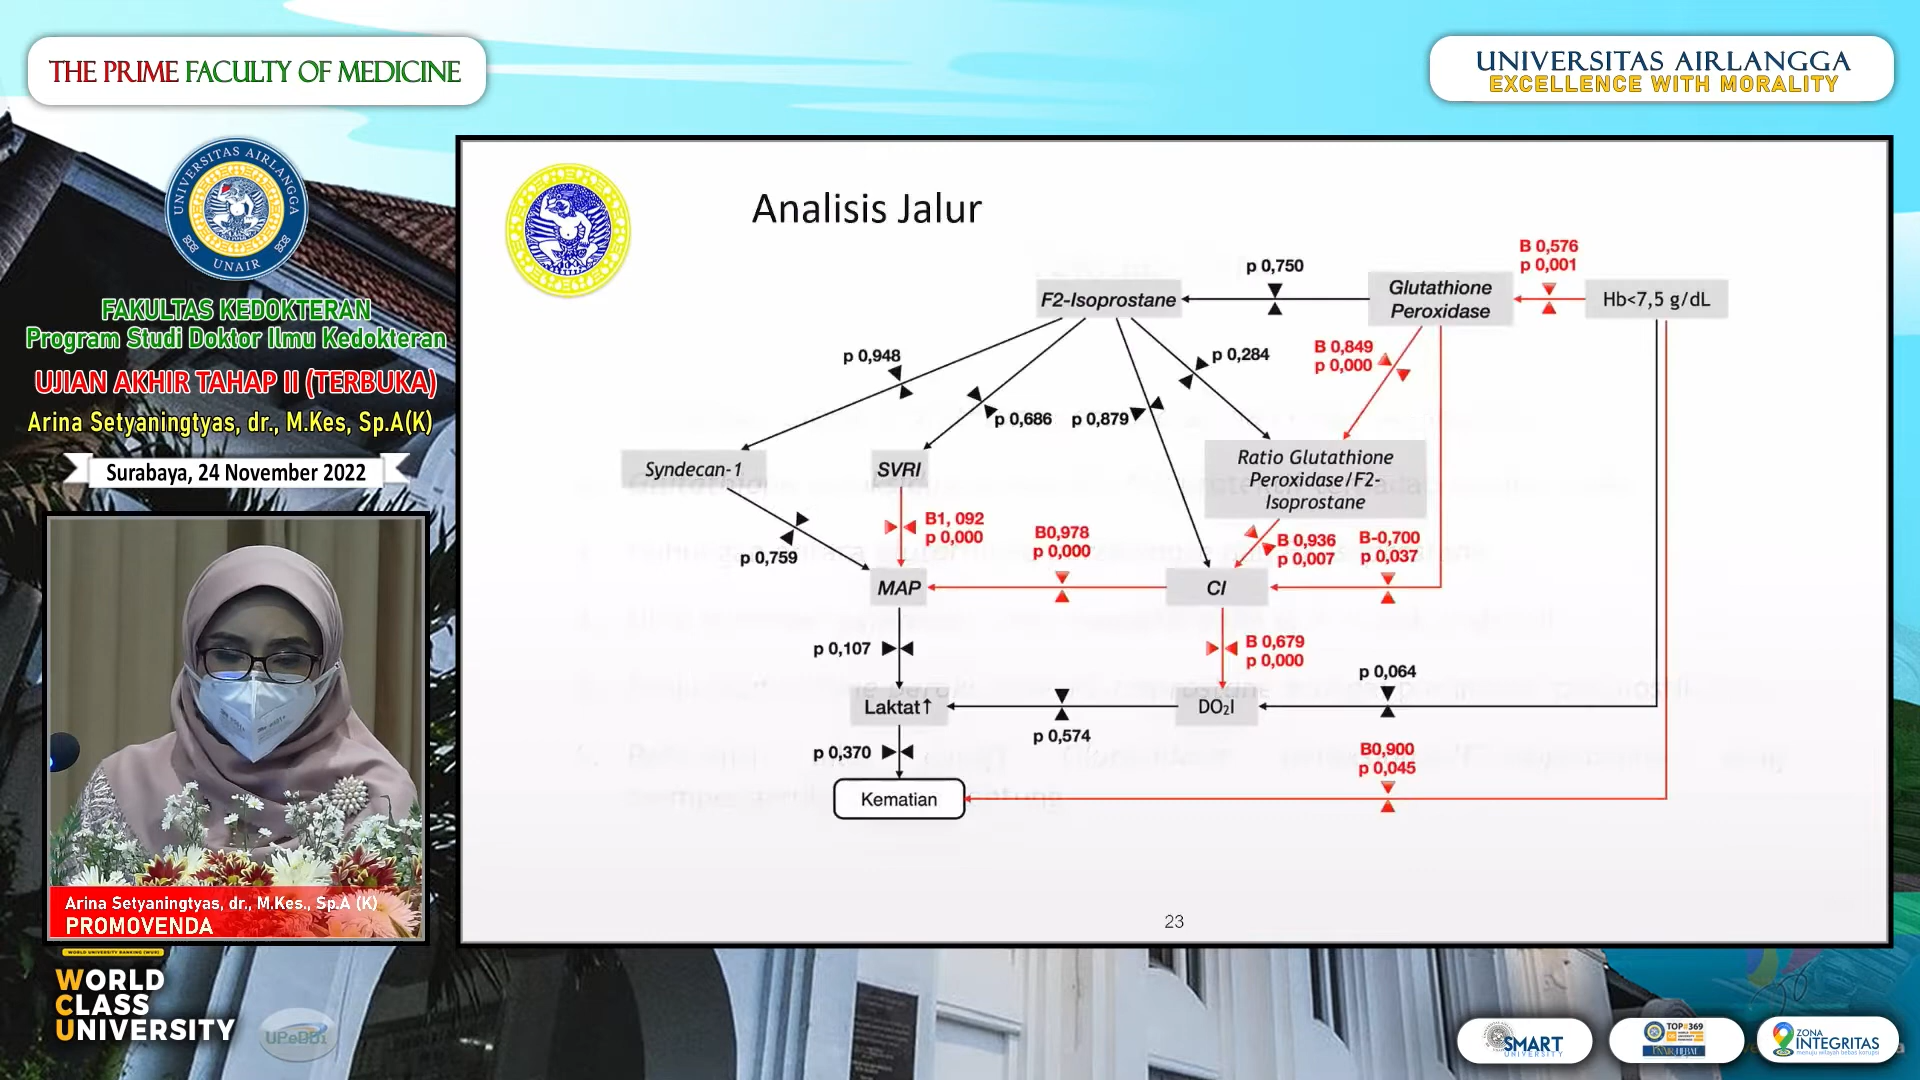 THE PRIME FACULTY OF MEDICINE
UNIVERSITAS AIRLANGGA
EXCELLENCE WITH MORALITY
UNIVERSITAS AIRLANGGA
UNAIR
FAKULTAS KEDOKTERAN
Program Studi Doktor Ilmu Kedokteran
UJIAN AKHIR TAHAP II (TERBUKA)
Arina Setyaningtyas, dr., M.Kes, Sp.A(K)
Surabaya, 24 November 2022
Arina Setyaningtyas, dr., M.Kes., Sp.A (K)
PROMOVENDA
WORLD
CLASS
UNIVERSITY
Analisis Jalur
B 0,576
p 0,001
p 0,750
F2-Isoprostane
Glutathione
Peroxidase
Hb<7,5 g/dL
p 0,948
p 0,284
B 0,849
p 0,000
p 0,686
p 0,879
Syndecan-1
SVRI
Ratio Glutathione
Peroxidase/F2-
Isoprostane
B1, 092
p 0,000
B0,978
p 0,000
B 0,936
p 0,007
B-0,700
p 0,037
p 0,759
MAP
CI
p 0,107
B 0,679
p 0,000
p 0,064
Laktat↑
DO₂I
p 0,574
p 0,370
B0,900
p 0,045
Kematian
23
SMART
UNIVERSITY
TOP#369
ZONA
INTEGRITAS